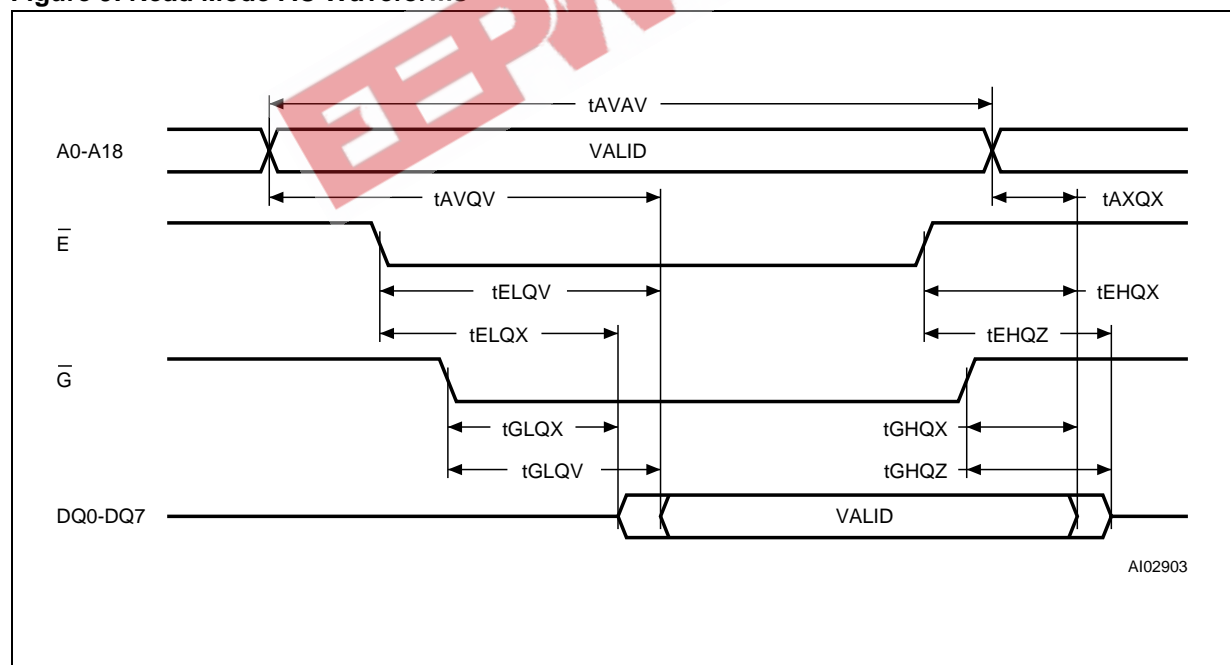 tAVAV
A0-A18 VALID
tAVQV tAXQX
E
tELQV tEHQX
tELQX tEHQZ
G
tGLQX tGHQX
tGLQV tGHQZ
DQ0-DQ7 VALID
AI02903